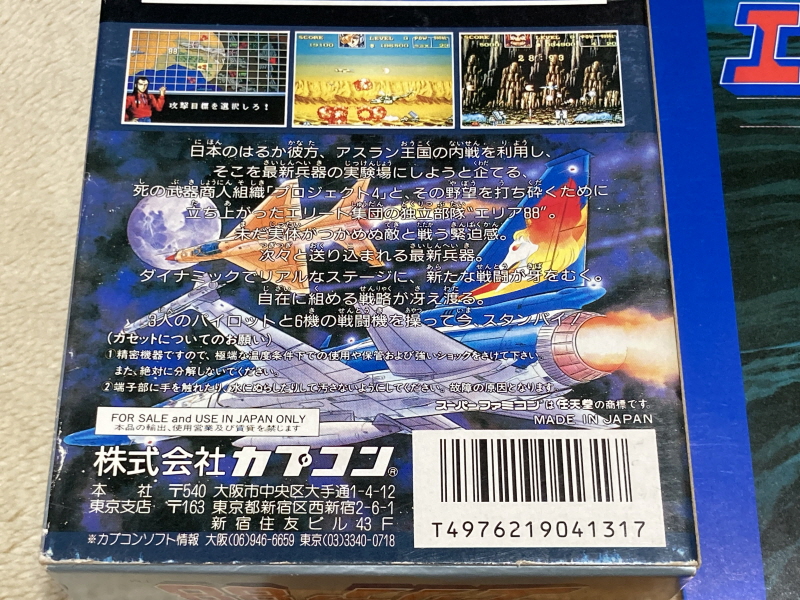 攻撃目標を選択しろ!
SCORE
19100
LEVEL
SCORE
5000
LEVEL
28:93
日本のはるか彼方、アスラン王国の内戦を利用し、
そこを最新兵器の実験場にしようと企てる、
死の武器商人組織「プロジェクト4」と、その野望を打ち砕くために
立ち上がったエリート集団の独立部隊"エリア88"。
未だ実体がつかめぬ敵と戦う緊迫感。
次々と送り込まれる最新兵器。
ダイナミックでリアルなステージに、新たな戦闘が牙をむく。
自在に組める戦略が冴え渡る。
3人のパイロットと6機の戦闘機を操って今、スタンバイ!
(カセットについてのお願い)
1 精密機器ですので、極端な温度条件下での使用や保管および強いショックをさけて下さい。
また、絶対に分解しないでください。
2 端子部に手を触れたり、水にぬらしたりして汚さないようにしてください。故障の原因となります。
スーパーファミコンは任天堂の商標です。
MADE IN JAPAN
FOR SALE and USE IN JAPAN ONLY
本品の輸出、使用営業及び賃貸を禁じます
株式会社カプコン®
本社 〒540 大阪市中央区大手通1-4-12
東京支店 〒163 東京都新宿区西新宿2-6-1
新宿住友ビル43F
※カプコンソフト情報 大阪(06)946-6659 東京(03)3340-0718
T4976219041317